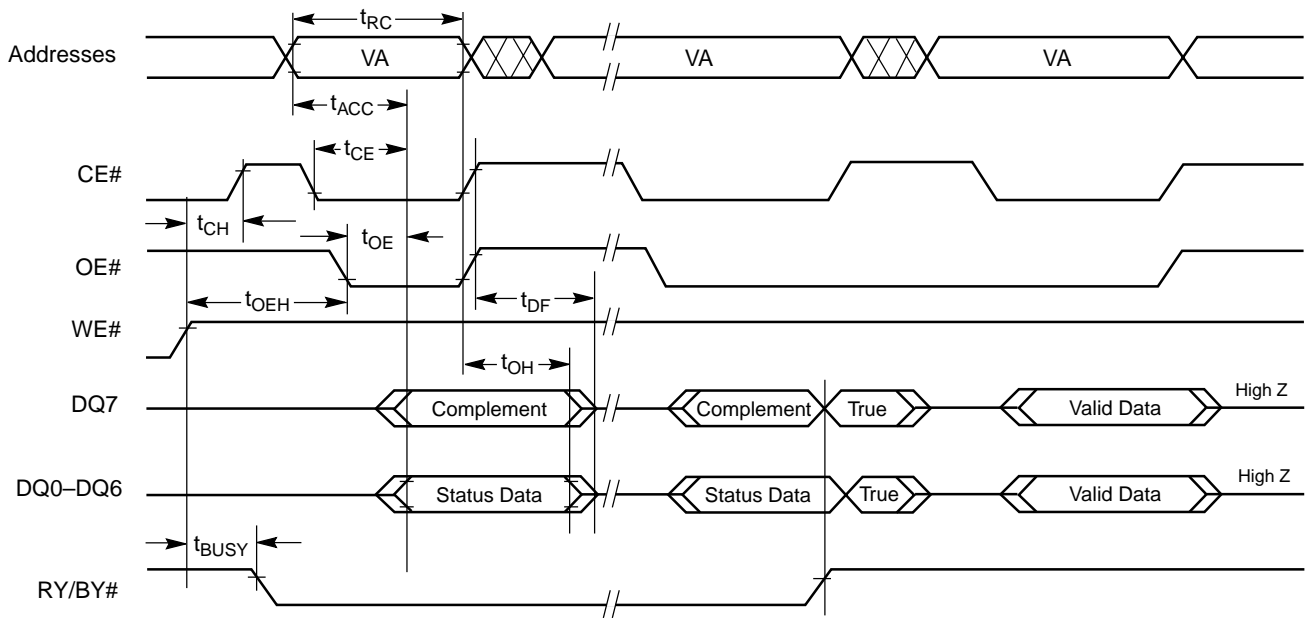 tRC
Addresses VA VA VA
tACC
tCE
CE#
tCH tOE
OE#
tOEH tDF
WE#
tOH
DQ7 Complement Complement True Valid Data High Z
DQ0–DQ6 Status Data Status Data True Valid Data High Z
tBUSY
RY/BY#